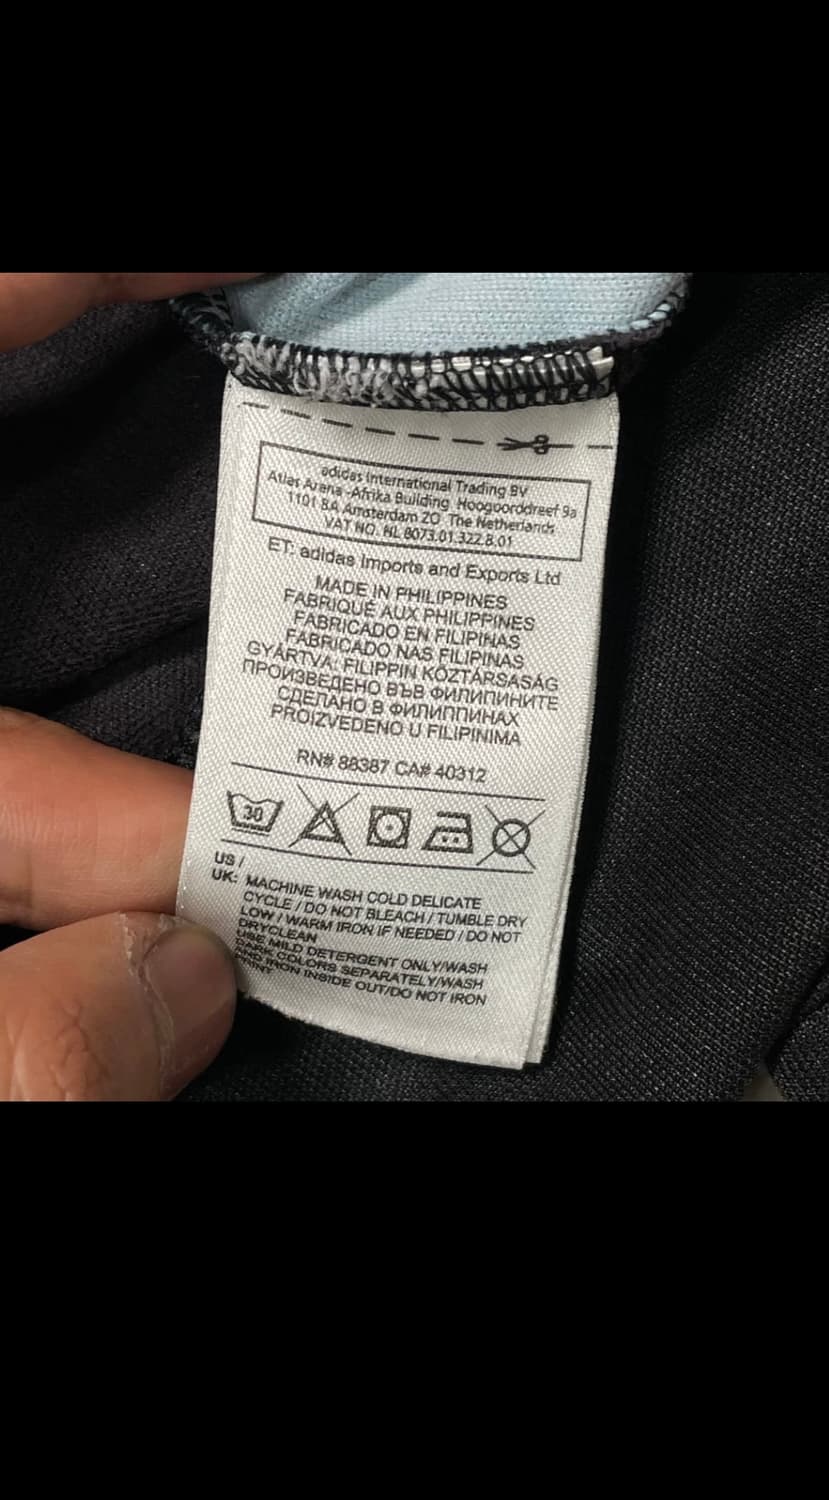 adidas International Trading BV
Atlas Arena -Afrika Building Hoogoorddreef 9a
1101 BA Amsterdam ZO The Netherlands
VAT NO. NL 8073.01.322.B.01
ET: adidas Imports and Exports Ltd
MADE IN PHILIPPINES
FABRIQUÉ AUX PHILIPPINES
FABRICADO EN FILIPINAS
FABRICADO NAS FILIPINAS
GYÁRTVA: FILIPPIN KÖZTÁRSASÁG
ПРОИЗВЕДЕНО ВЪВ ФИЛИПИНИТЕ
СДЕЛАНО В ФИЛИППИНАХ
PROIZVEDENO U FILIPINIMA
RN# 88387 CA# 40312
30
US /
UK: MACHINE WASH COLD DELICATE
CYCLE / DO NOT BLEACH / TUMBLE DRY
LOW / WARM IRON IF NEEDED / DO NOT
DRYCLEAN
USE MILD DETERGENT ONLY/WASH
DARK COLORS SEPARATELY/WASH
AND IRON INSIDE OUT/DO NOT IRON
PRINT